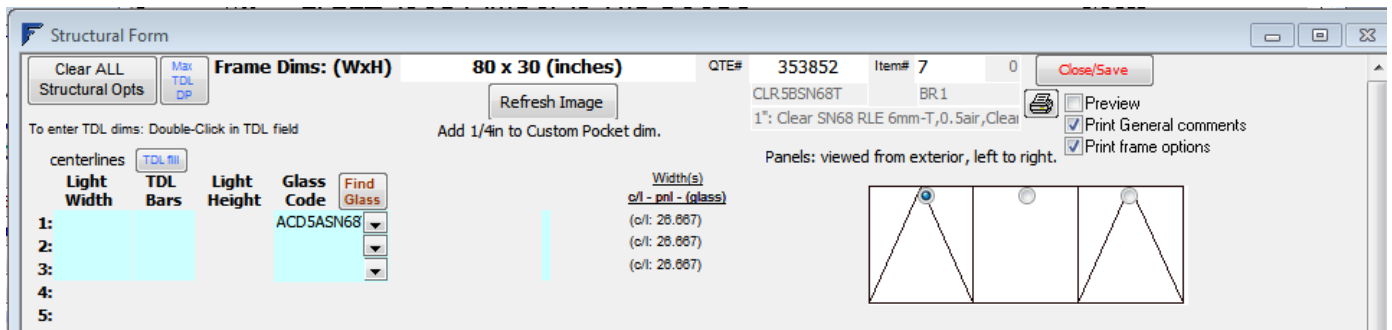 Structural Form
Clear ALL
Structural Opts
Max
TDL
DP
Frame Dims: (WxH)
80 x 30 (inches)
QTE#
353852
Item#
7
0
Close/Save
Refresh Image
CLR5BSN68T
BR1
1": Clear SN68 RLE 6mm-T,0.5air,Clear
Preview
Print General comments
Print frame options
To enter TDL dims: Double-Click in TDL field
Add 1/4in to Custom Pocket dim.
Panels: viewed from exterior, left to right.
centerlines
TDL fill
Light
Width
TDL
Bars
Light
Height
Glass
Code
Find
Glass
Width(s)
c/l - pnl - (glass)
1:
ACD5ASN68
(c/l: 26.667)
2:
(c/l: 26.667)
3:
(c/l: 26.667)
4:
5: